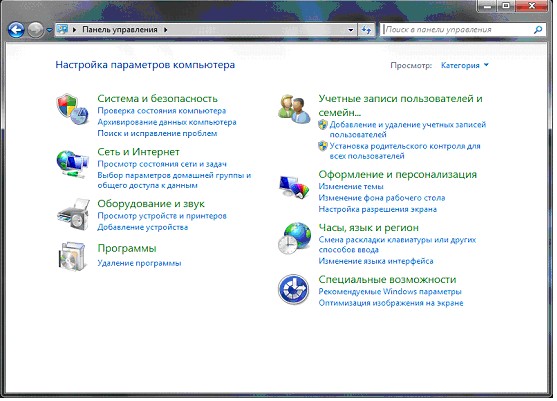 Панель управления
Поиск в панели управления
Настройка параметров компьютера
Просмотр: Категория
Система и безопасность
Проверка состояния компьютера
Архивирование данных компьютера
Поиск и исправление проблем
Сеть и Интернет
Просмотр состояния сети и задач
Выбор параметров домашней группы и
общего доступа к данным
Оборудование и звук
Просмотр устройств и принтеров
Добавление устройства
Программы
Удаление программы
Учетные записи пользователей и
семейн...
Добавление и удаление учетных записей
пользователей
Установка родительского контроля для
всех пользователей
Оформление и персонализация
Изменение темы
Изменение фона рабочего стола
Настройка разрешения экрана
Часы, язык и регион
Смена раскладки клавиатуры или других
способов ввода
Изменение языка интерфейса
Специальные возможности
Рекомендуемые Windows параметры
Оптимизация изображения на экране